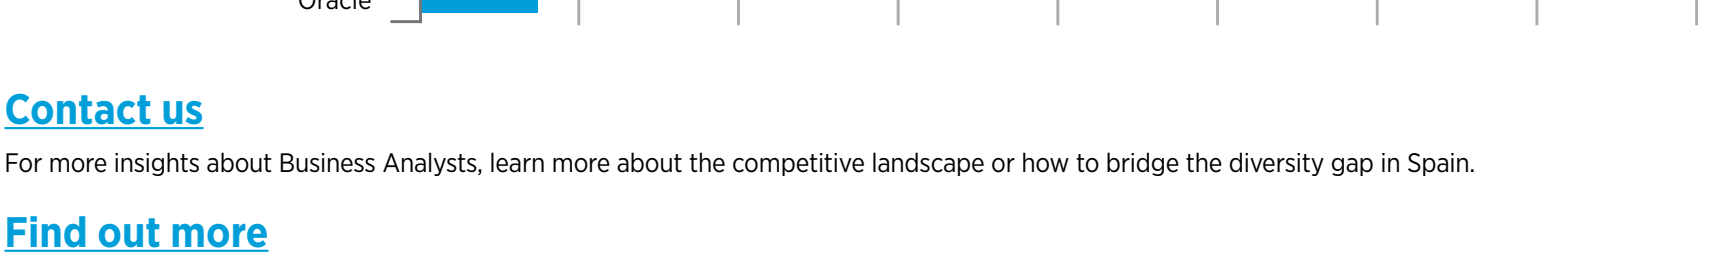 Oracle
Contact us
For more insights about Business Analysts, learn more about the competitive landscape or how to bridge the diversity gap in Spain.
Find out more